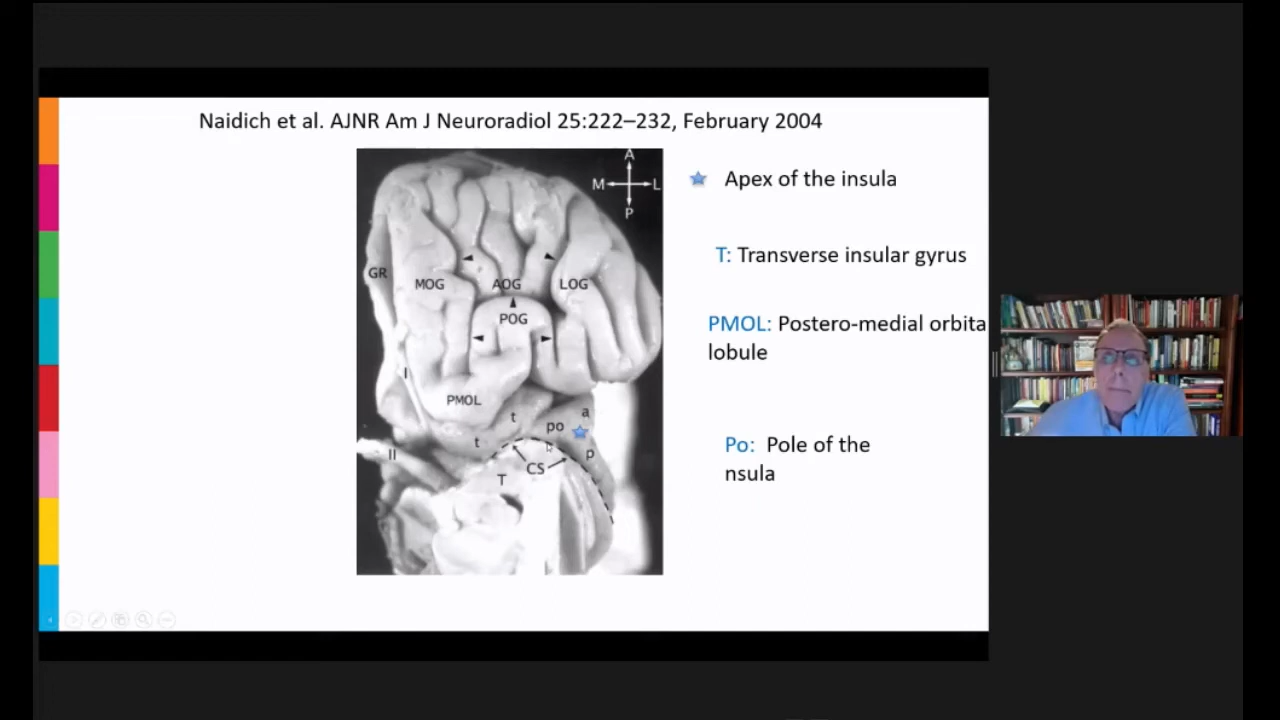 Naidich et al. AJNR Am J Neuroradiol 25:222–232, February 2004
A
M L
P
GR
MOG
AOG
LOG
POG
I
PMOL
t
a
po
t
II
CS
p
T
Apex of the insula
T: Transverse insular gyrus
PMOL: Postero-medial orbita
lobule
Po: Pole of the
nsula